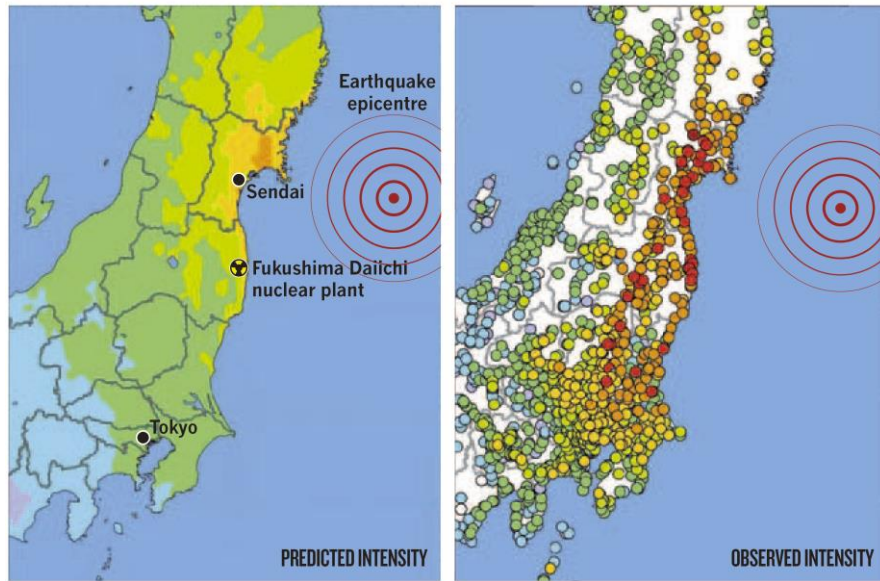 Earthquake
epicentre
Sendai
Fukushima Daiichi
nuclear plant
Tokyo
PREDICTED INTENSITY
OBSERVED INTENSITY